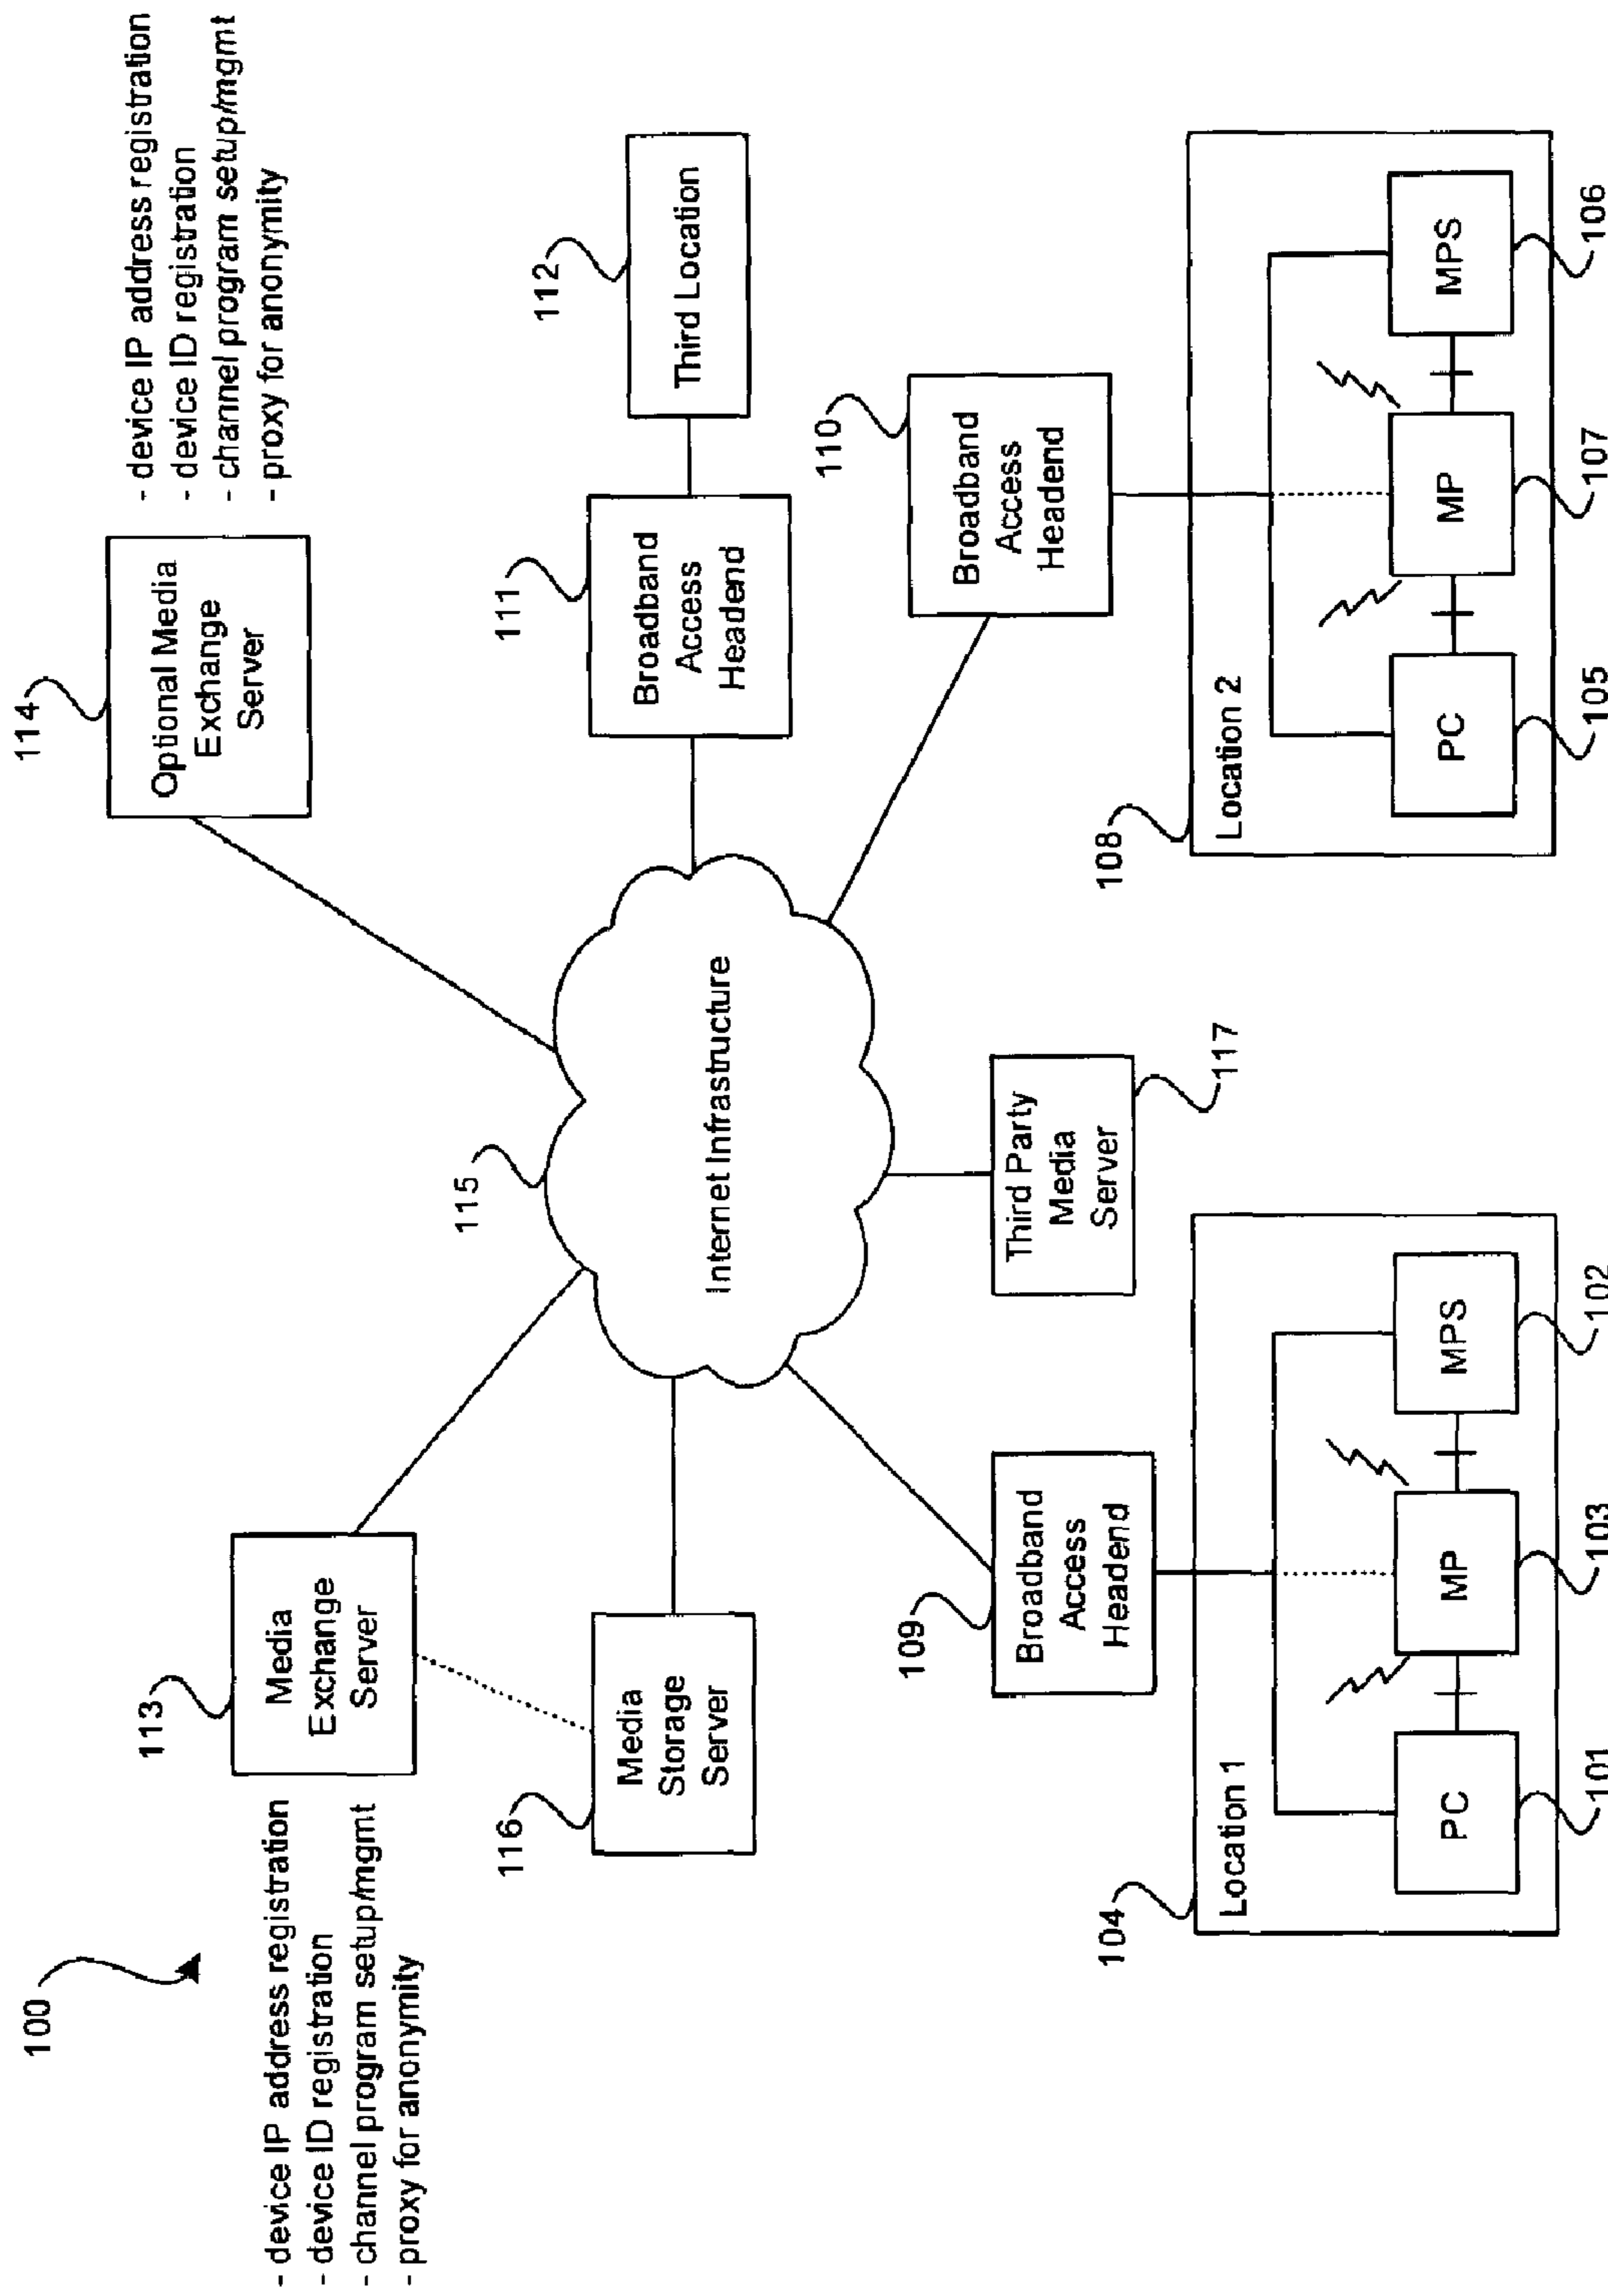 100
- device IP address registration
- device ID registration
- channel program setup/mgmt
- proxy for anonymity
113
Media
Exchange
Server
116
Media
Storage
Server
115
Internet Infrastructure
114
Optional Media
Exchange
Server
- device IP address registration
- device ID registration
- channel program setup/mgmt
- proxy for anonymity
111
Broadband
Access
Headend
112
Third Location
109
Broadband
Access
Headend
Third Party
Media
Server
117
110
Broadband
Access
Headend
104
Location 1
PC
MP
MPS
101
103
102
108
Location 2
PC
MP
MPS
105
107
106